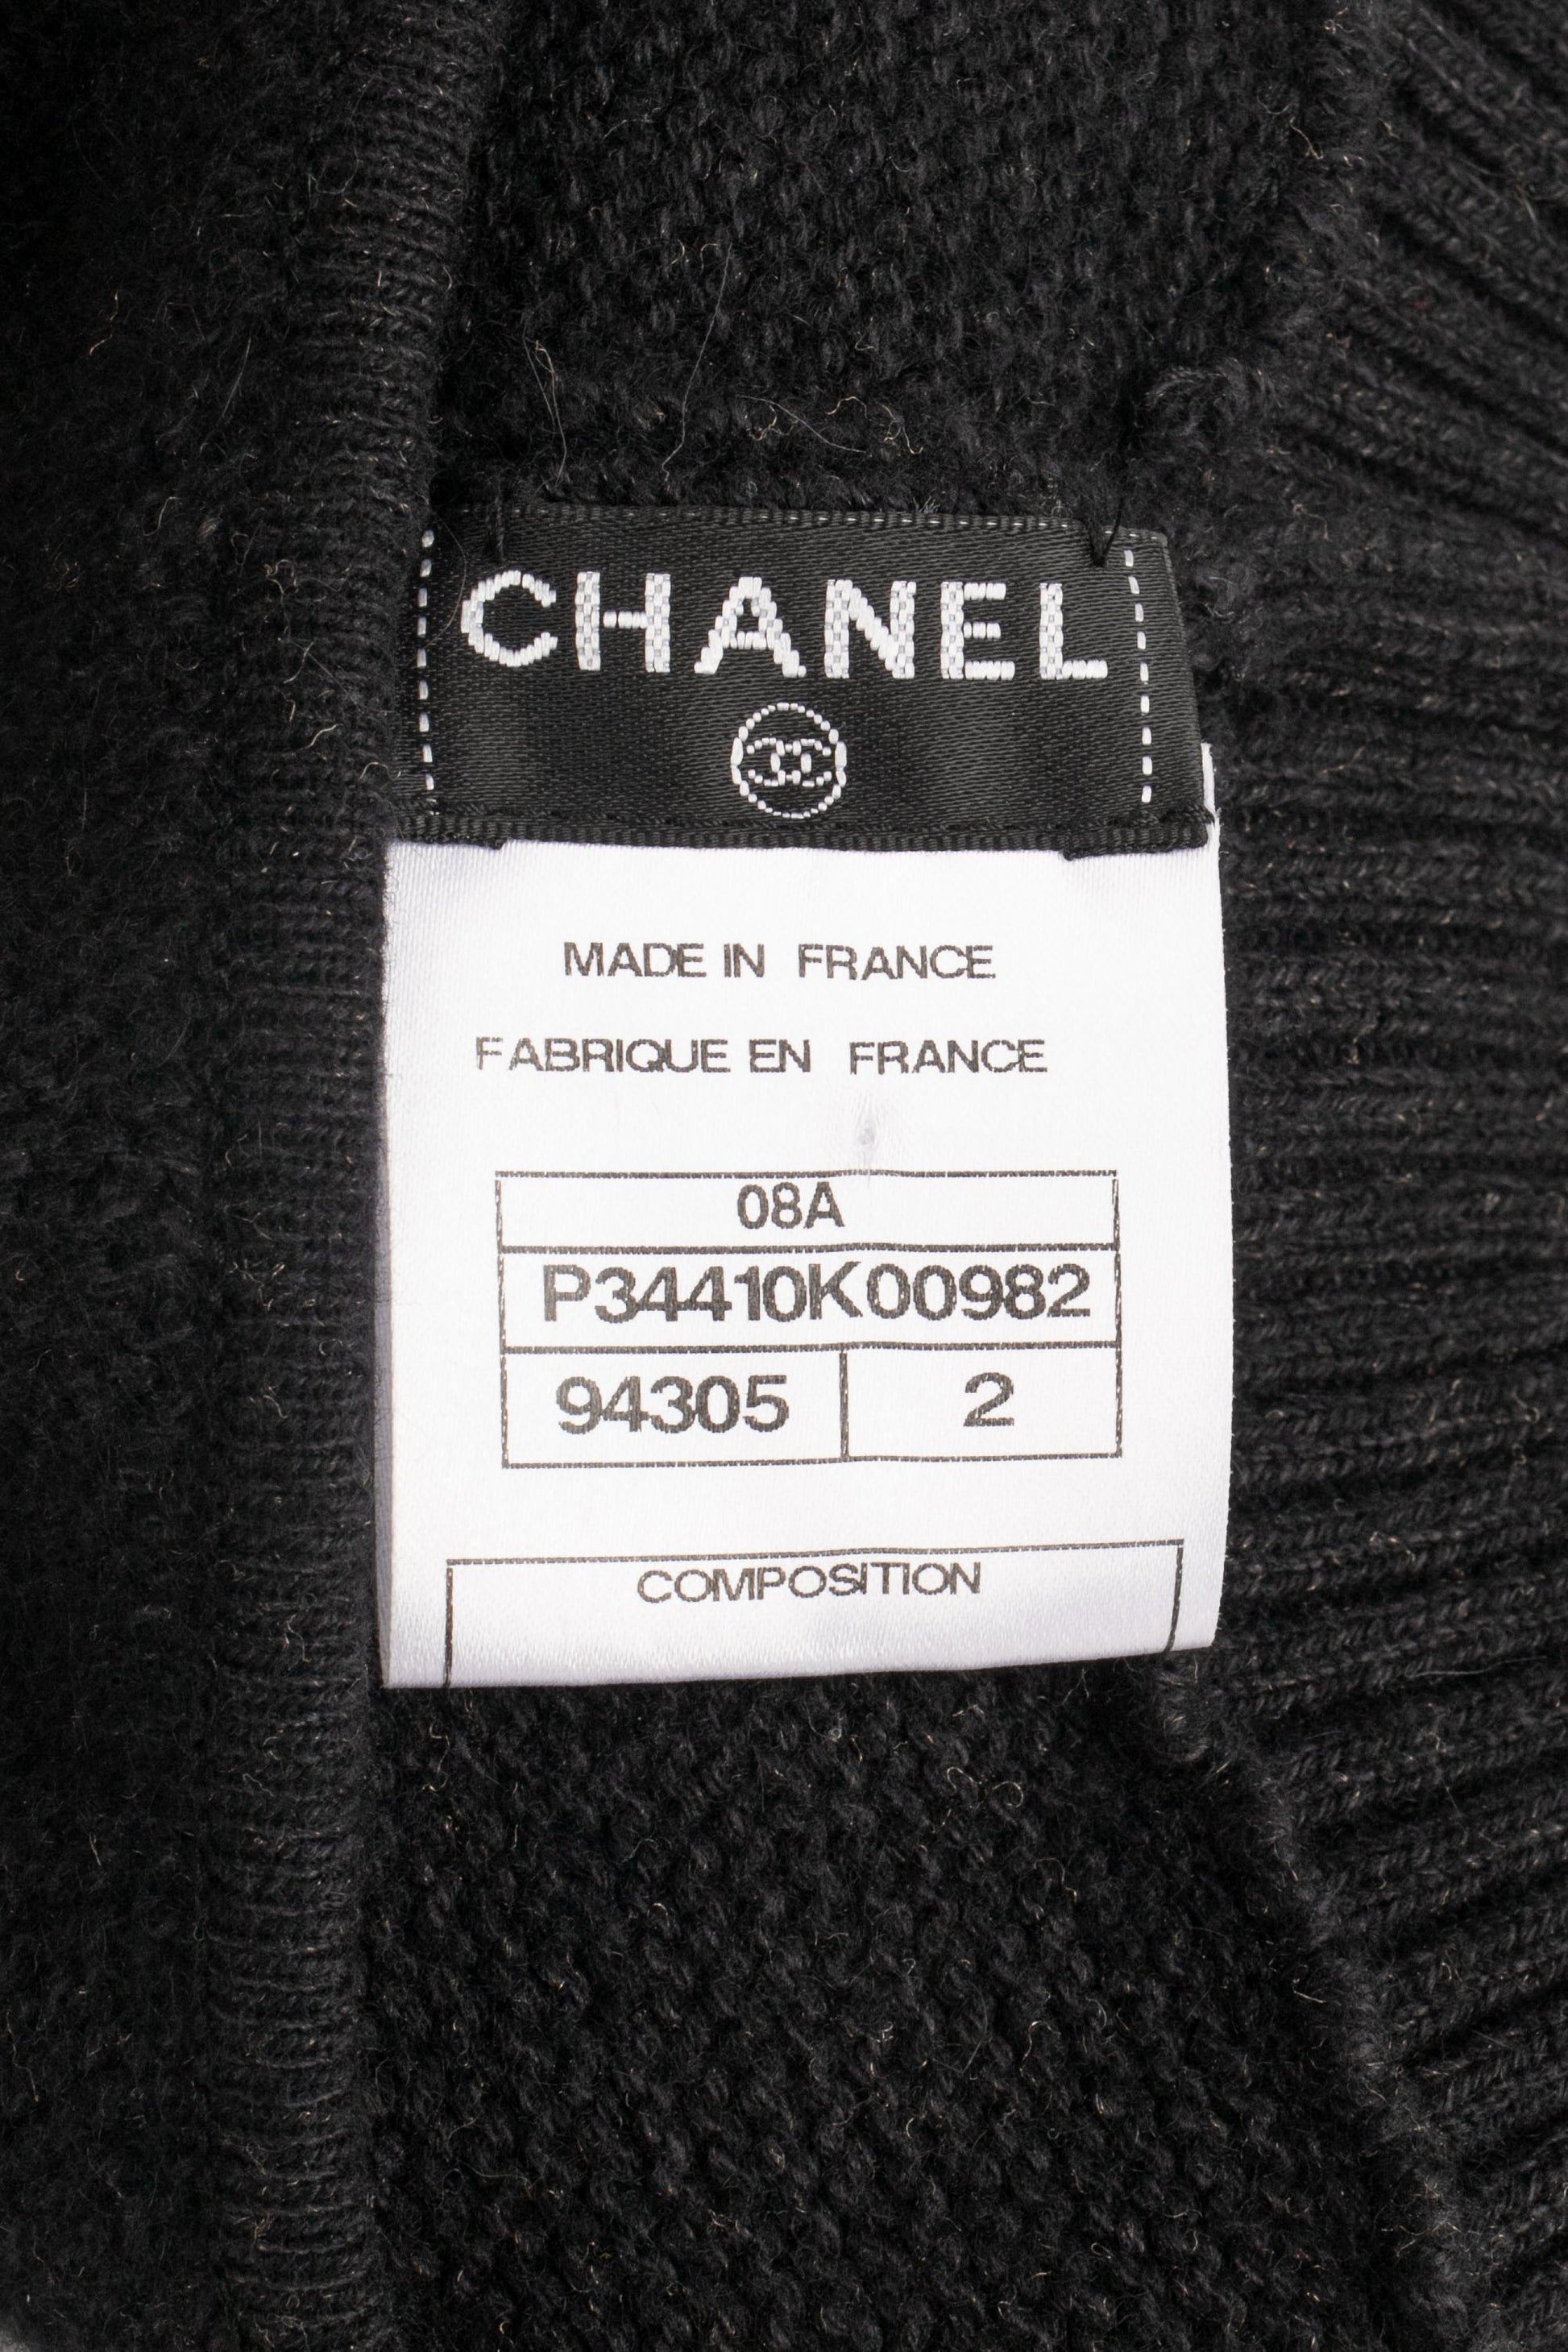 CHANEL
MADE IN FRANCE
FABRIQUE EN FRANCE
08A
P34410K00982
94305 2
COMPOSITION